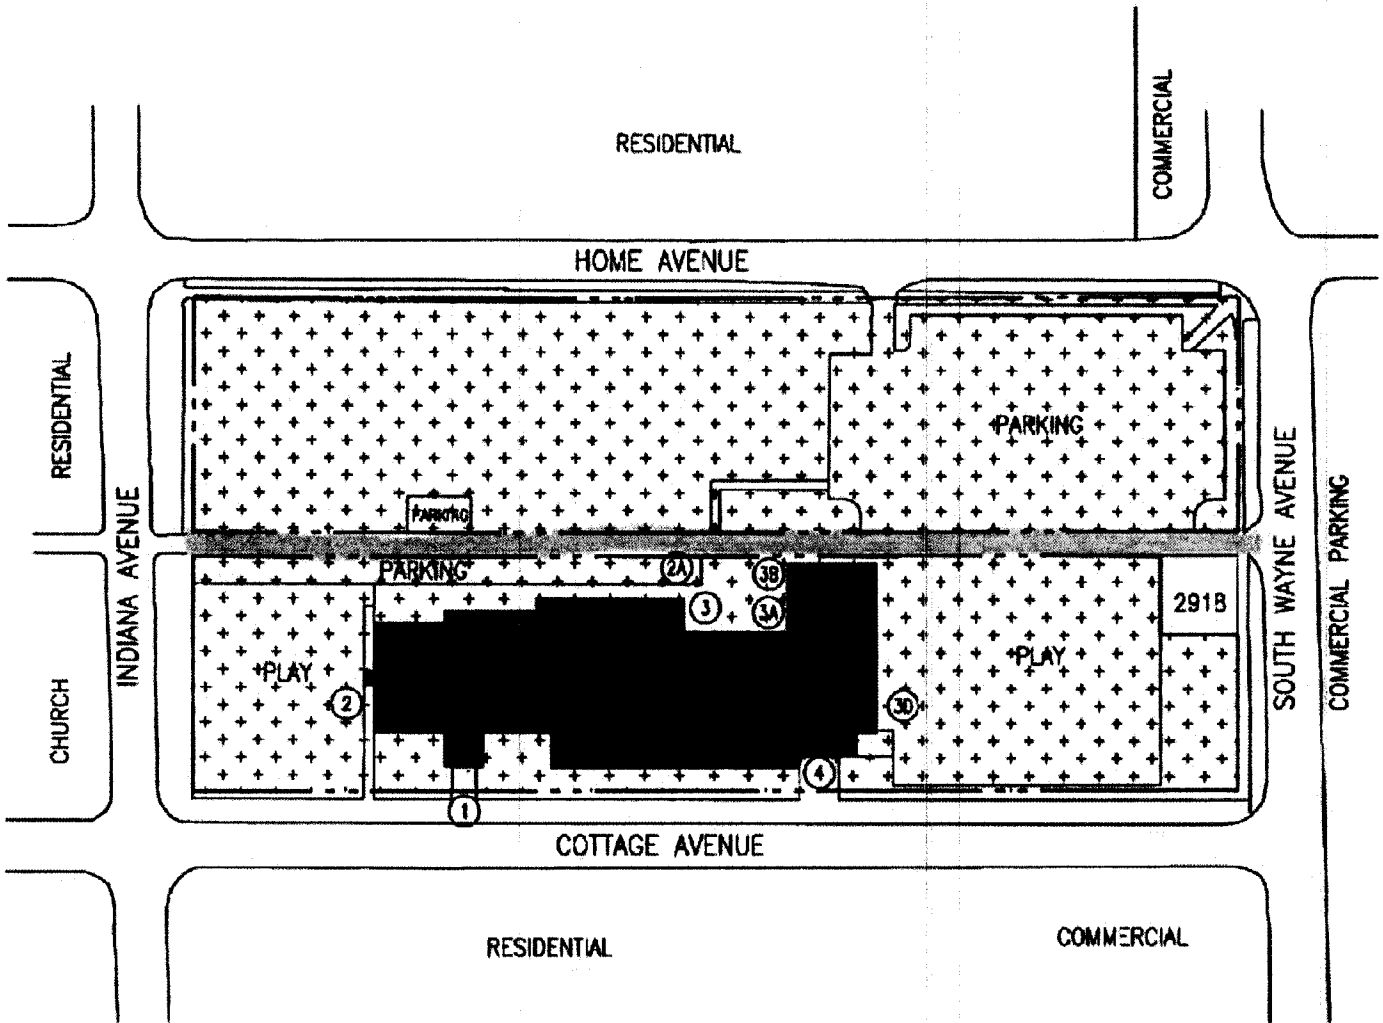 COMMERCIAL
RESIDENTIAL
HOME AVENUE
RESIDENTIAL
PARKING
INDIANA AVENUE
PARKING
SOUTH WAYNE AVENUE
COMMERCIAL PARKING
PARKING
2A
3B
3
3A
291B
PLAY
PLAY
CHURCH
2
3D
4
1
COTTAGE AVENUE
RESIDENTIAL
COMMERCIAL